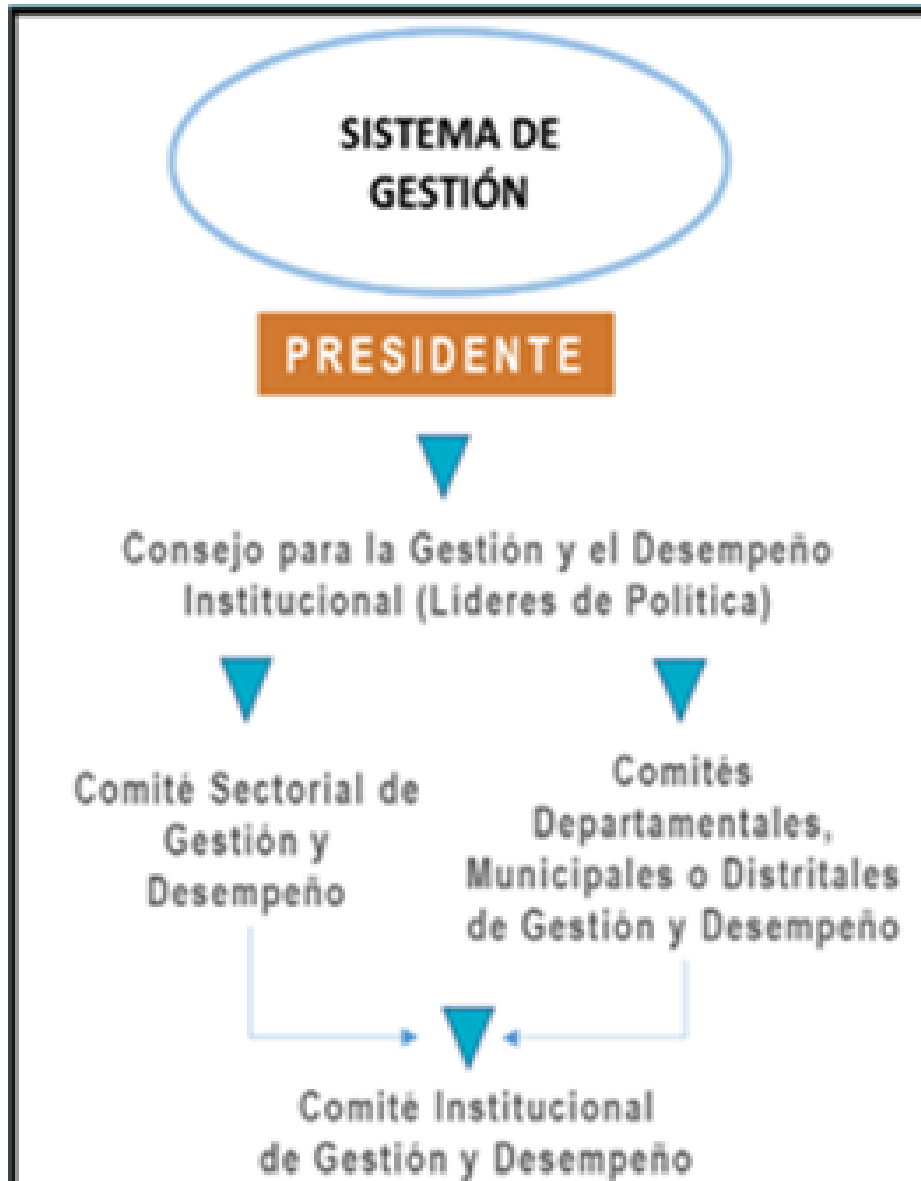 SISTEMA DE
GESTIÓN
PRESIDENTE
Consejo para la Gestión y el Desempeño
Institucional (Líderes de Política)
Comité Sectorial de
Gestión y
Desempeño
Comités
Departamentales,
Municipales o Distritales
de Gestión y Desempeño
Comité Institucional
de Gestión y Desempeño